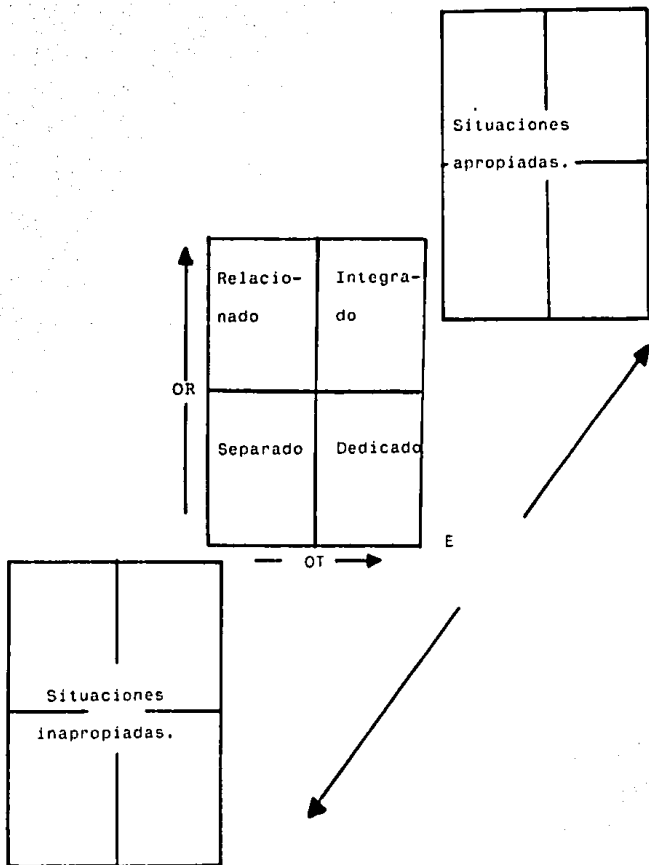 Situaciones
apropiadas.
Relacio-
nado
Integra-
do
OR
Separado
Dedicado
E
OT
Situaciones
inapropiadas.